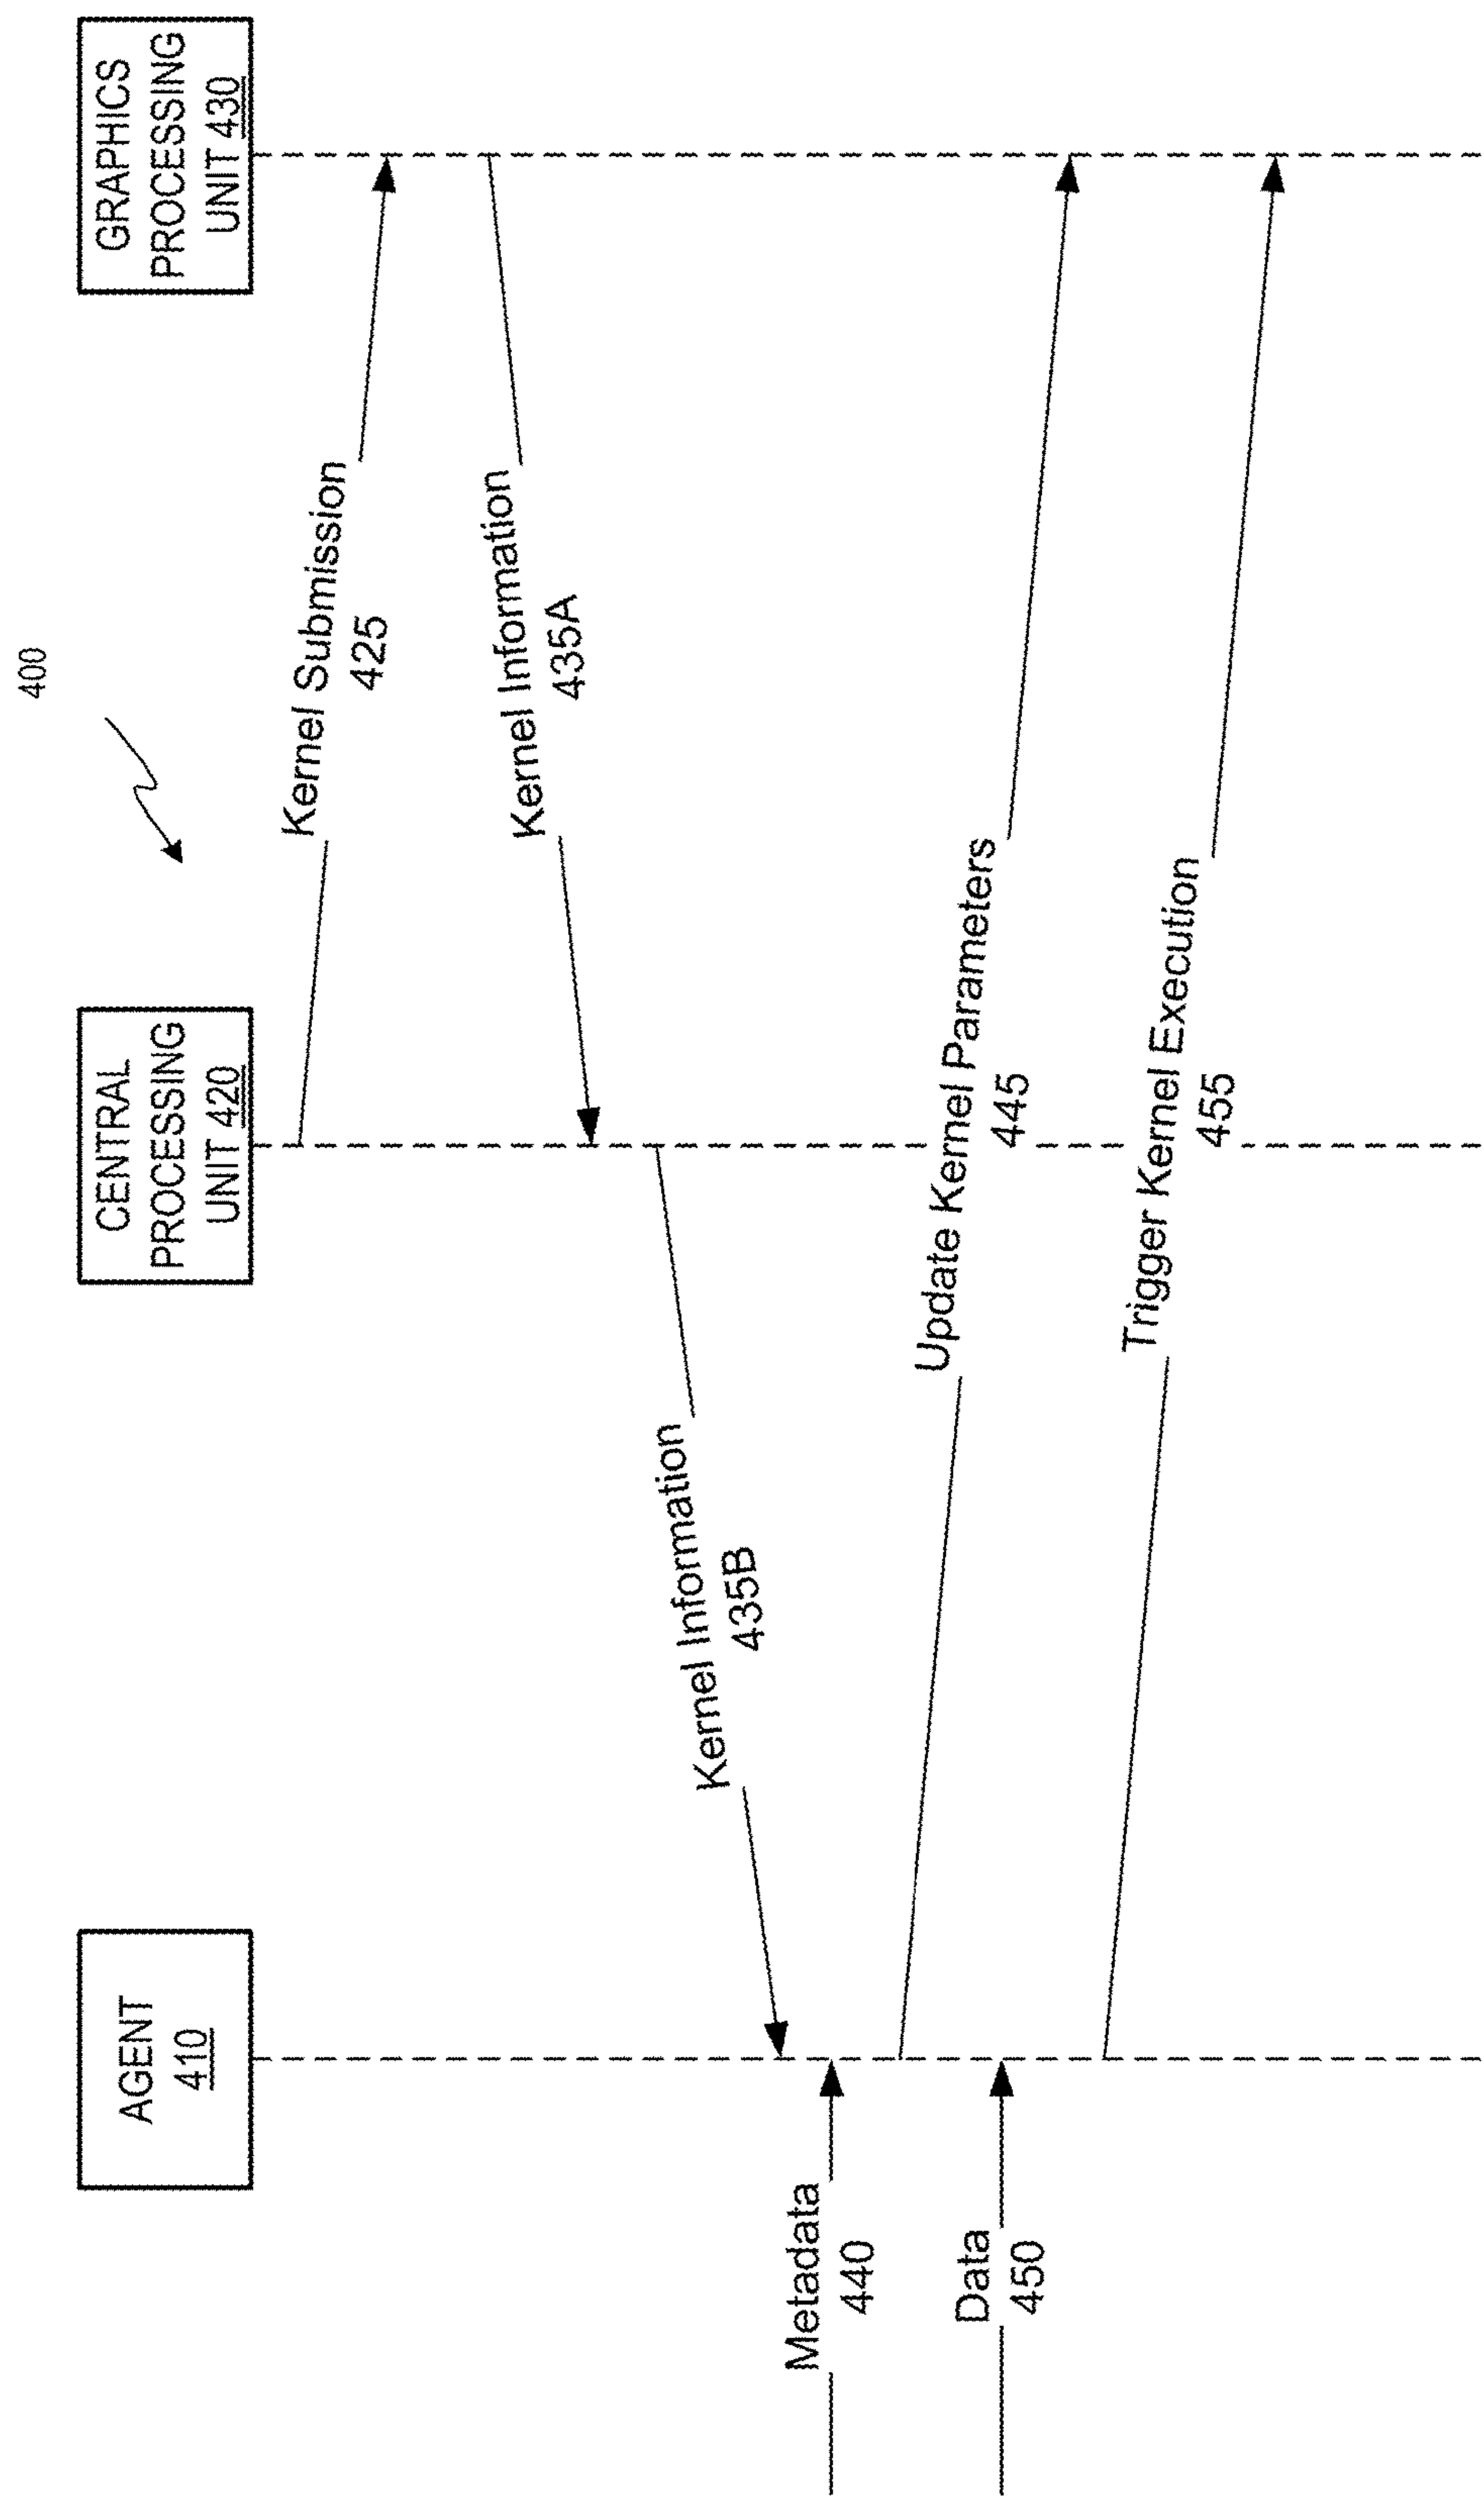 400
AGENT
410
CENTRAL
PROCESSING
UNIT 420
GRAPHICS
PROCESSING
UNIT 430
Kernel Submission
425
Kernel Information
435A
Kernel Information
435B
Metadata
440
Update Kernel Parameters
445
Data
450
Trigger Kernel Execution
455